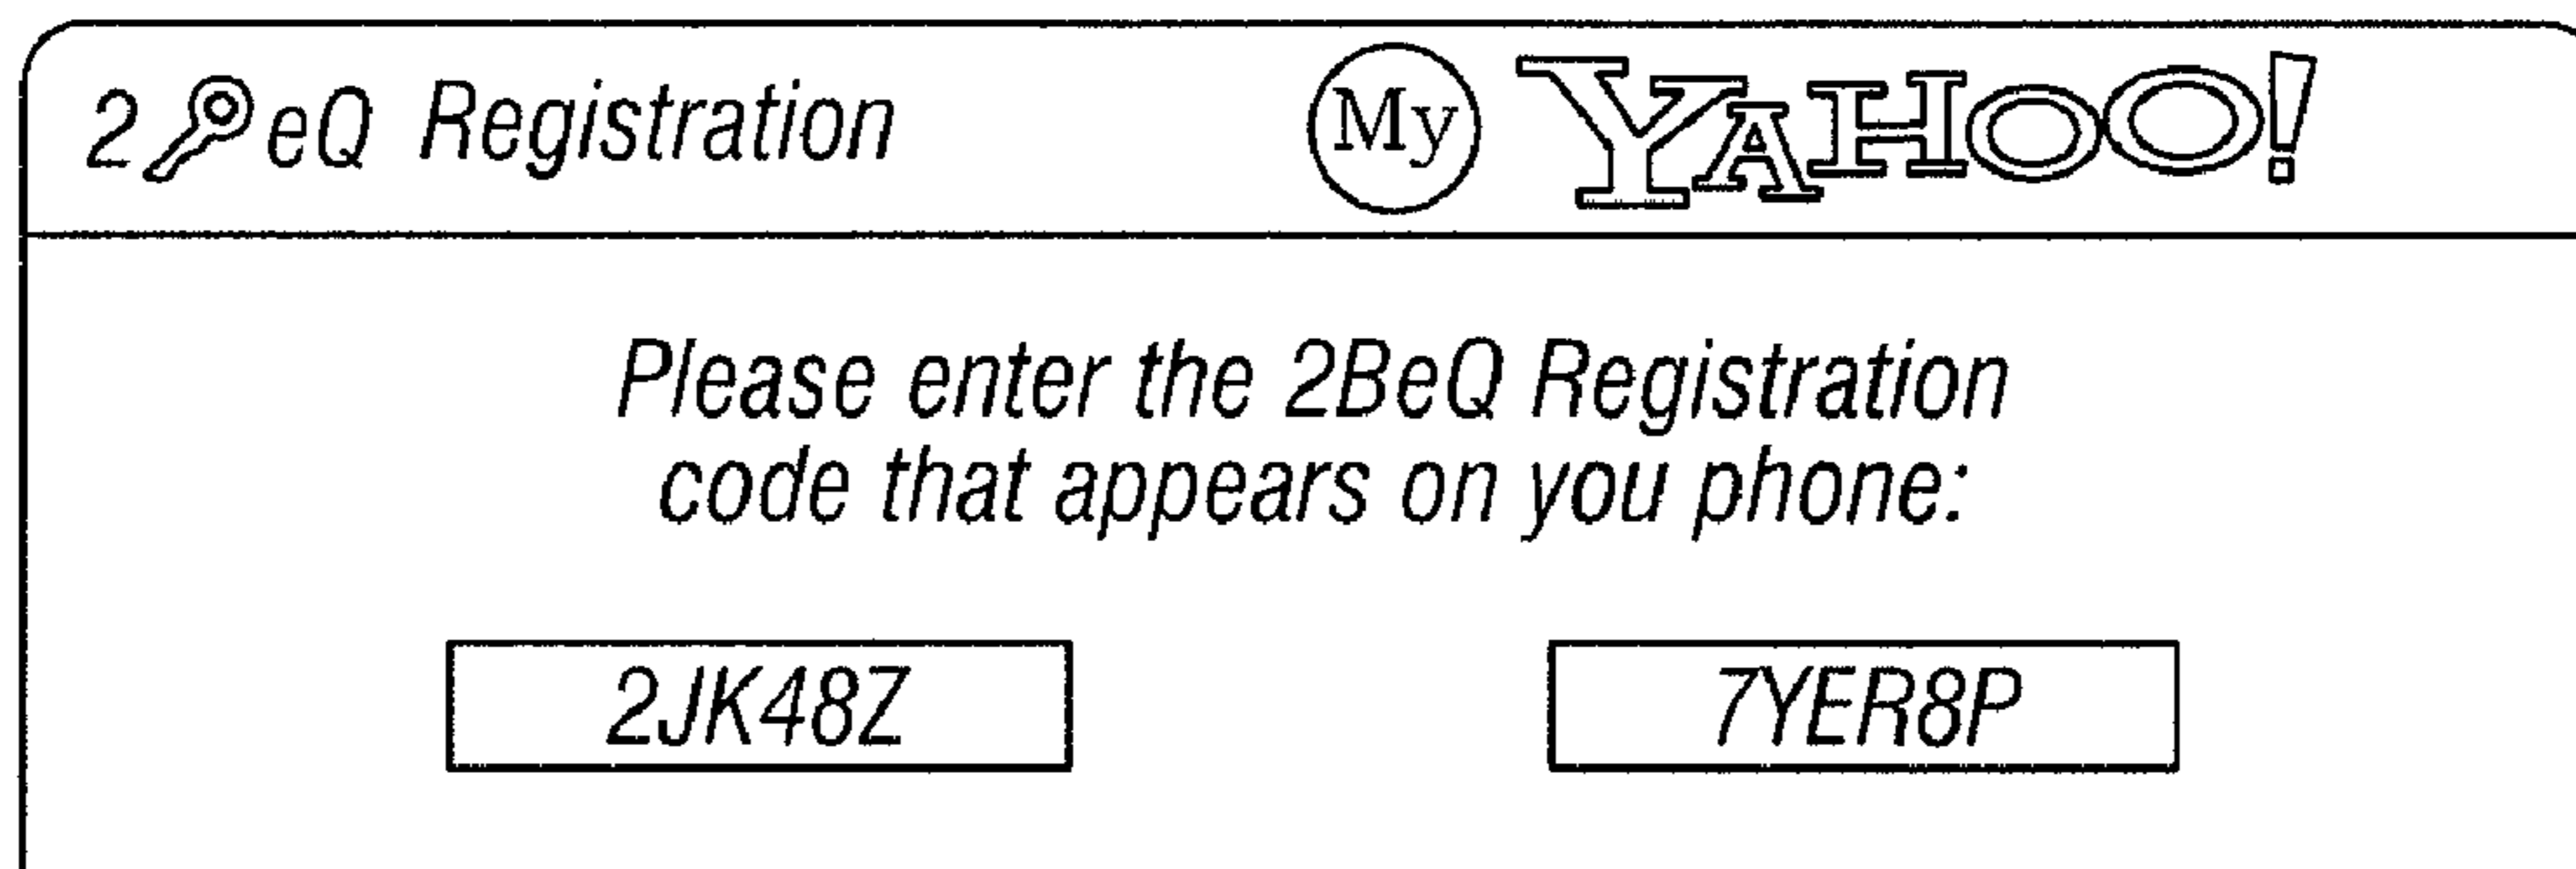 2 eQ Registration My YAHOO!
Please enter the 2BeQ Registration
code that appears on you phone:
2JK48Z 7YER8P